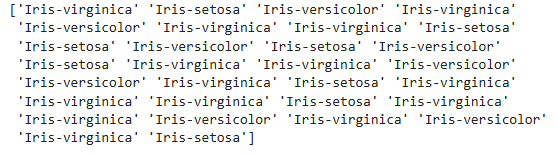 ['Iris-virginica' 'Iris-setosa' 'Iris-versicolor' 'Iris-virginica'
'Iris-versicolor' 'Iris-virginica' 'Iris-virginica' 'Iris-setosa'
'Iris-setosa' 'Iris-versicolor' 'Iris-setosa' 'Iris-versicolor'
'Iris-setosa' 'Iris-virginica' 'Iris-virginica' 'Iris-versicolor'
'Iris-versicolor' 'Iris-virginica' 'Iris-setosa' 'Iris-virginica'
'Iris-virginica' 'Iris-virginica' 'Iris-setosa' 'Iris-virginica'
'Iris-virginica' 'Iris-versicolor' 'Iris-virginica' 'Iris-versicolor'
'Iris-virginica' 'Iris-setosa']